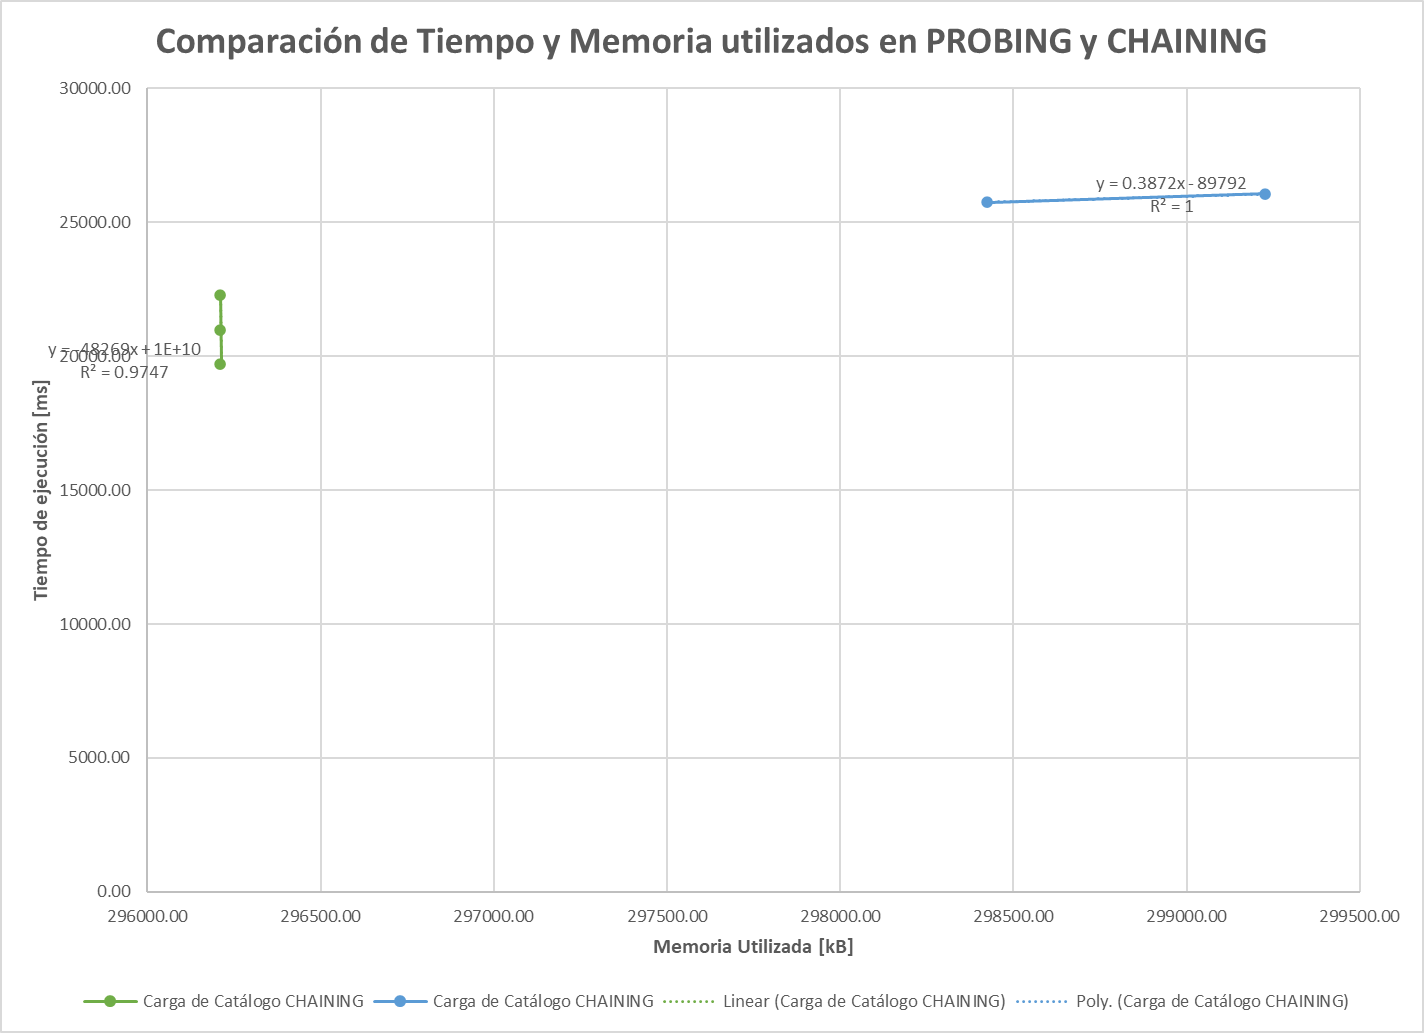 Comparación de Tiempo y Memoria utilizados en PROBING y CHAINING
30000.00
25000.00
20000.00
15000.00
10000.00
5000.00
0.00
y = 0.3872x - 89792
R² = 1
y = -48269x + 1E+10
R² = 0.9747
Tiempo de ejecución [ms]
296000.00 296500.00 297000.00 297500.00 298000.00 298500.00 299000.00 299500.00
Memoria Utilizada [kB]
Carga de Catálogo CHAINING Carga de Catálogo CHAINING Linear (Carga de Catálogo CHAINING) Poly. (Carga de Catálogo CHAINING)